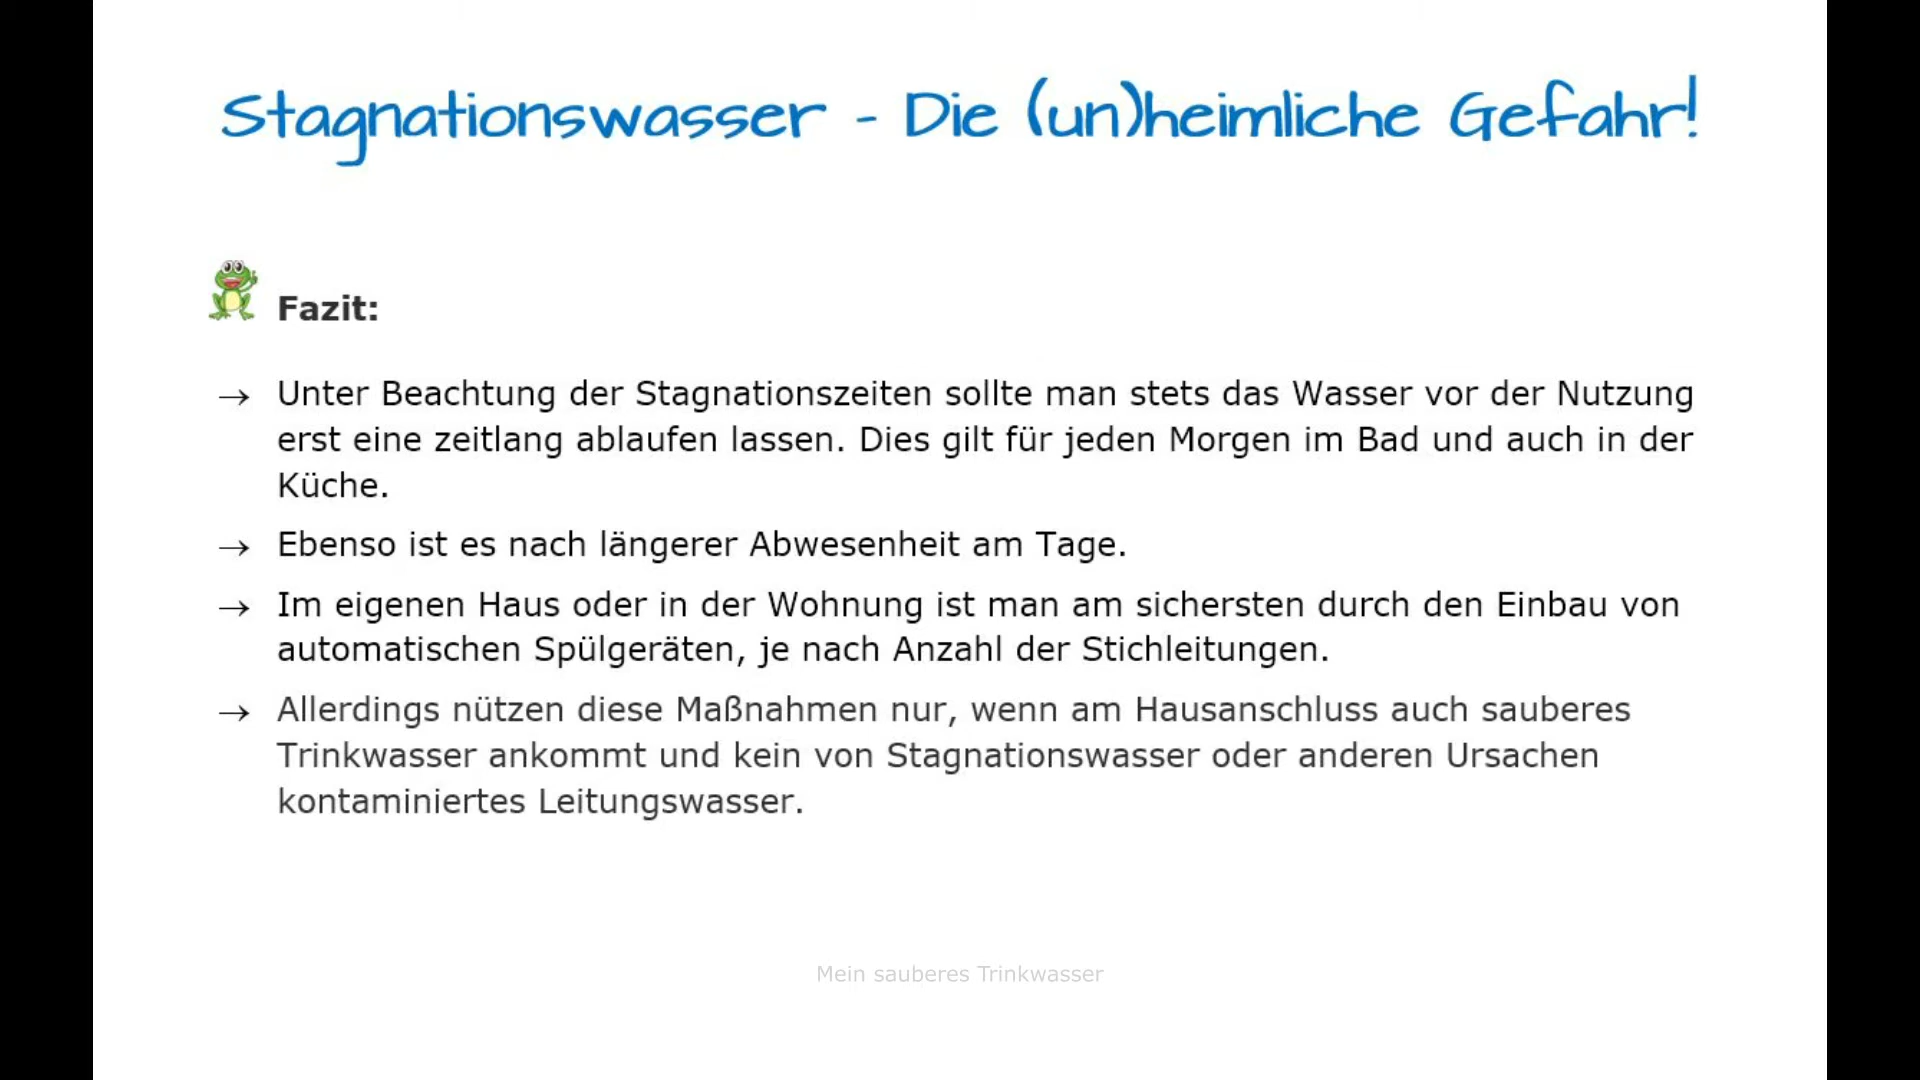 Stagnationswasser - Die (un)heimliche Gefahr!
Fazit:
→ Unter Beachtung der Stagnationszeiten sollte man stets das Wasser vor der Nutzung
erst eine zeitlang ablaufen lassen. Dies gilt für jeden Morgen im Bad und auch in der
Küche.
→ Ebenso ist es nach längerer Abwesenheit am Tage.
→ Im eigenen Haus oder in der Wohnung ist man am sichersten durch den Einbau von
automatischen Spülgeräten, je nach Anzahl der Stichleitungen.
→ Allerdings nützen diese Maßnahmen nur, wenn am Hausanschluss auch sauberes
Trinkwasser ankommt und kein von Stagnationswasser oder anderen Ursachen
kontaminiertes Leitungswasser.
Mein sauberes Trinkwasser